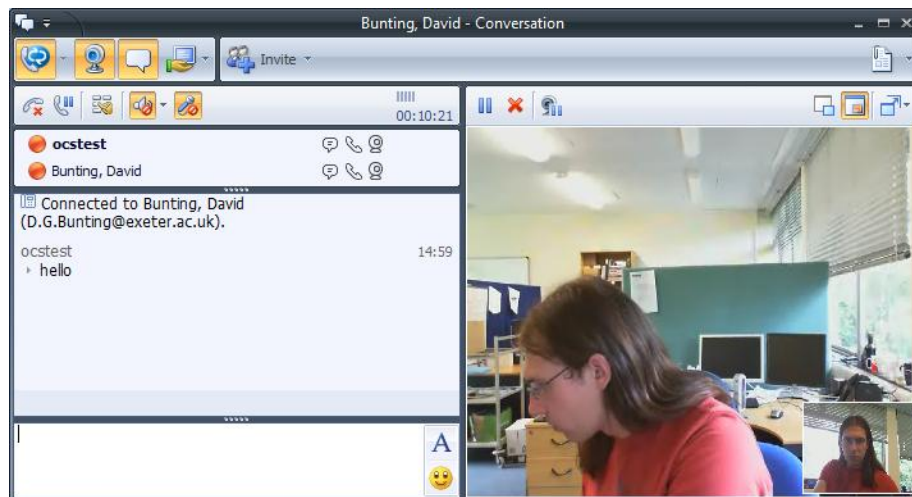 Bunting, David - Conversation
Invite
00:10:21
ocstest
Bunting, David
Connected to Bunting, David
(D.G.Bunting@exeter.ac.uk).
ocstest 14:59
hello
A